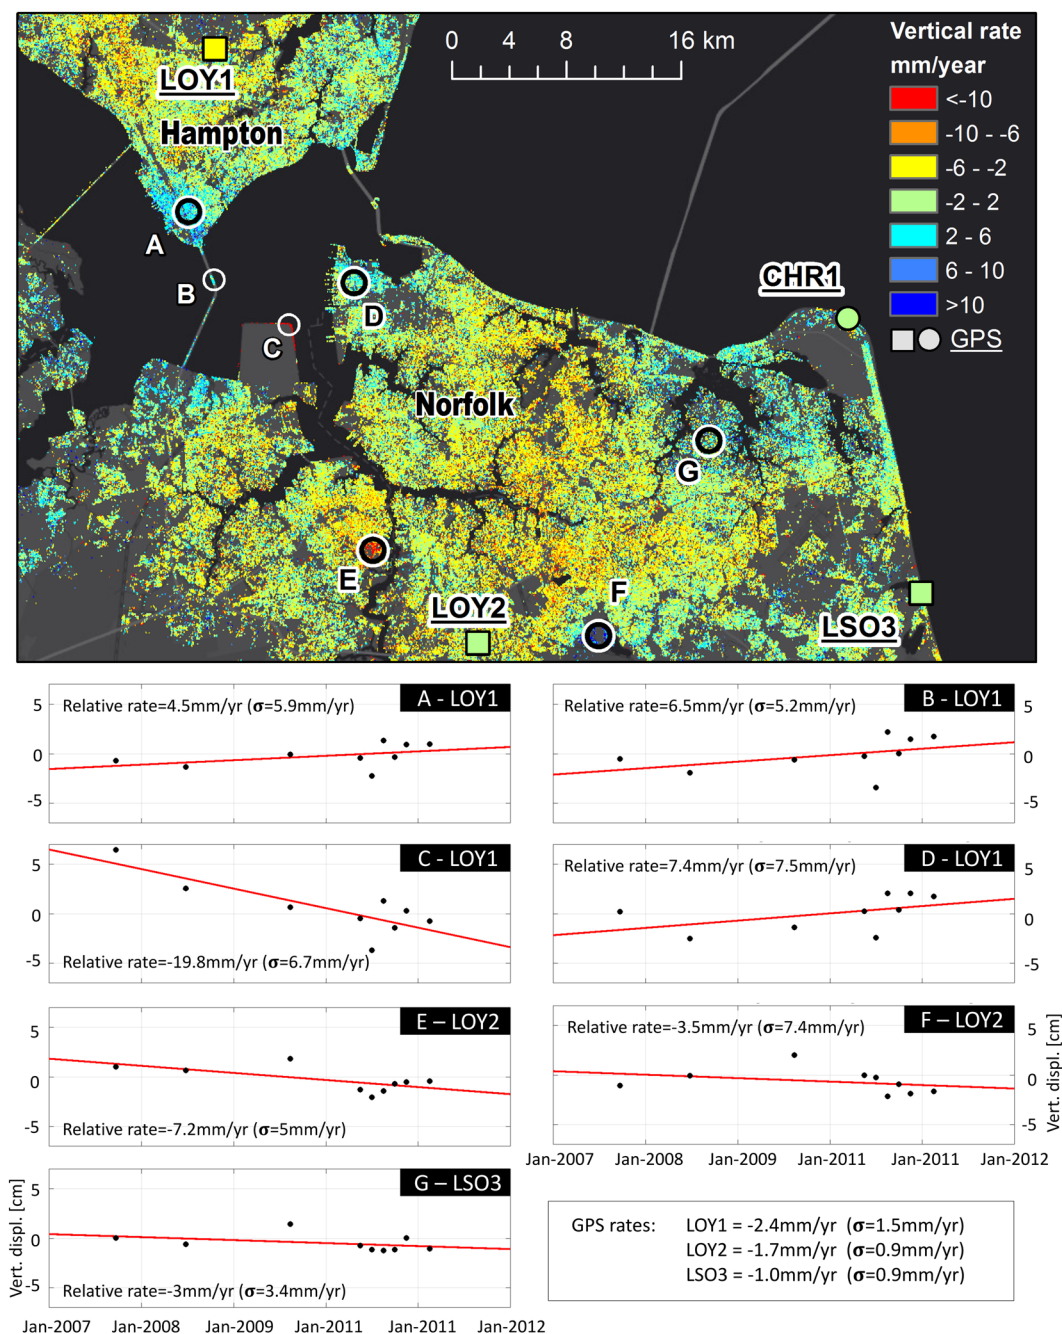 0 4 8 16 km
Vertical rate
mm/year
<-10
-10 - -6
-6 - -2
-2 - 2
2 - 6
6 - 10
>10
GPS
LOY1
Hampton
A
B
C
D
CHR1
Norfolk
G
E
F
LOY2
LSO3
A - LOY1
Relative rate=4.5mm/yr (σ=5.9mm/yr)
5
0
-5
B - LOY1
Relative rate=6.5mm/yr (σ=5.2mm/yr)
5
0
-5
C - LOY1
5
0
-5
Relative rate=-19.8mm/yr (σ=6.7mm/yr)
D - LOY1
Relative rate=7.4mm/yr (σ=7.5mm/yr)
5
0
-5
E – LOY2
5
0
-5
Relative rate=-7.2mm/yr (σ=5mm/yr)
F – LOY2
Relative rate=-3.5mm/yr (σ=7.4mm/yr)
5
0
-5
Vert. displ. [cm]
Jan-2007 Jan-2008 Jan-2009 Jan-2011 Jan-2011 Jan-2012
G – LSO3
5
0
-5
Vert. displ. [cm]
Relative rate=-3mm/yr (σ=3.4mm/yr)
Jan-2007 Jan-2008 Jan-2009 Jan-2011 Jan-2011 Jan-2012
GPS rates: LOY1 = -2.4mm/yr (σ=1.5mm/yr)
LOY2 = -1.7mm/yr (σ=0.9mm/yr)
LSO3 = -1.0mm/yr (σ=0.9mm/yr)